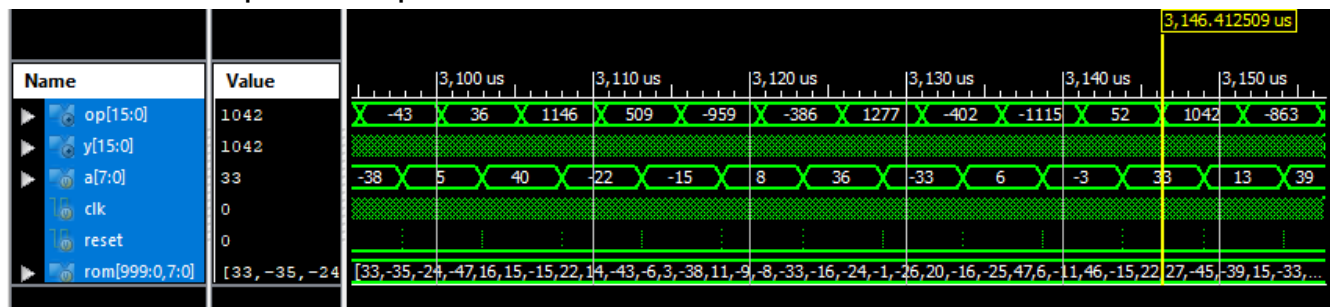 3,146.412509 us
Name Value 3,100 us 3,110 us 3,120 us 3,130 us 3,140 us 3,150 us
op[15:0] 1042 -43 36 1146 509 -959 -386 1277 -402 -1115 52 1042 -863
y[15:0] 1042
a[7:0] 33 -38 5 40 -22 -15 8 36 -33 6 -3 33 13 39
clk 0
reset 0
rom[999:0,7:0] [33,-35,-24 [33,-35,-24,-47,16,15,-15,22,14,-43,-6,3,-38,11,-9,-8,-33,-16,-24,-1,-26,20,-16,-25,47,6,-11,46,-15,22,27,-45,-39,15,-33,...